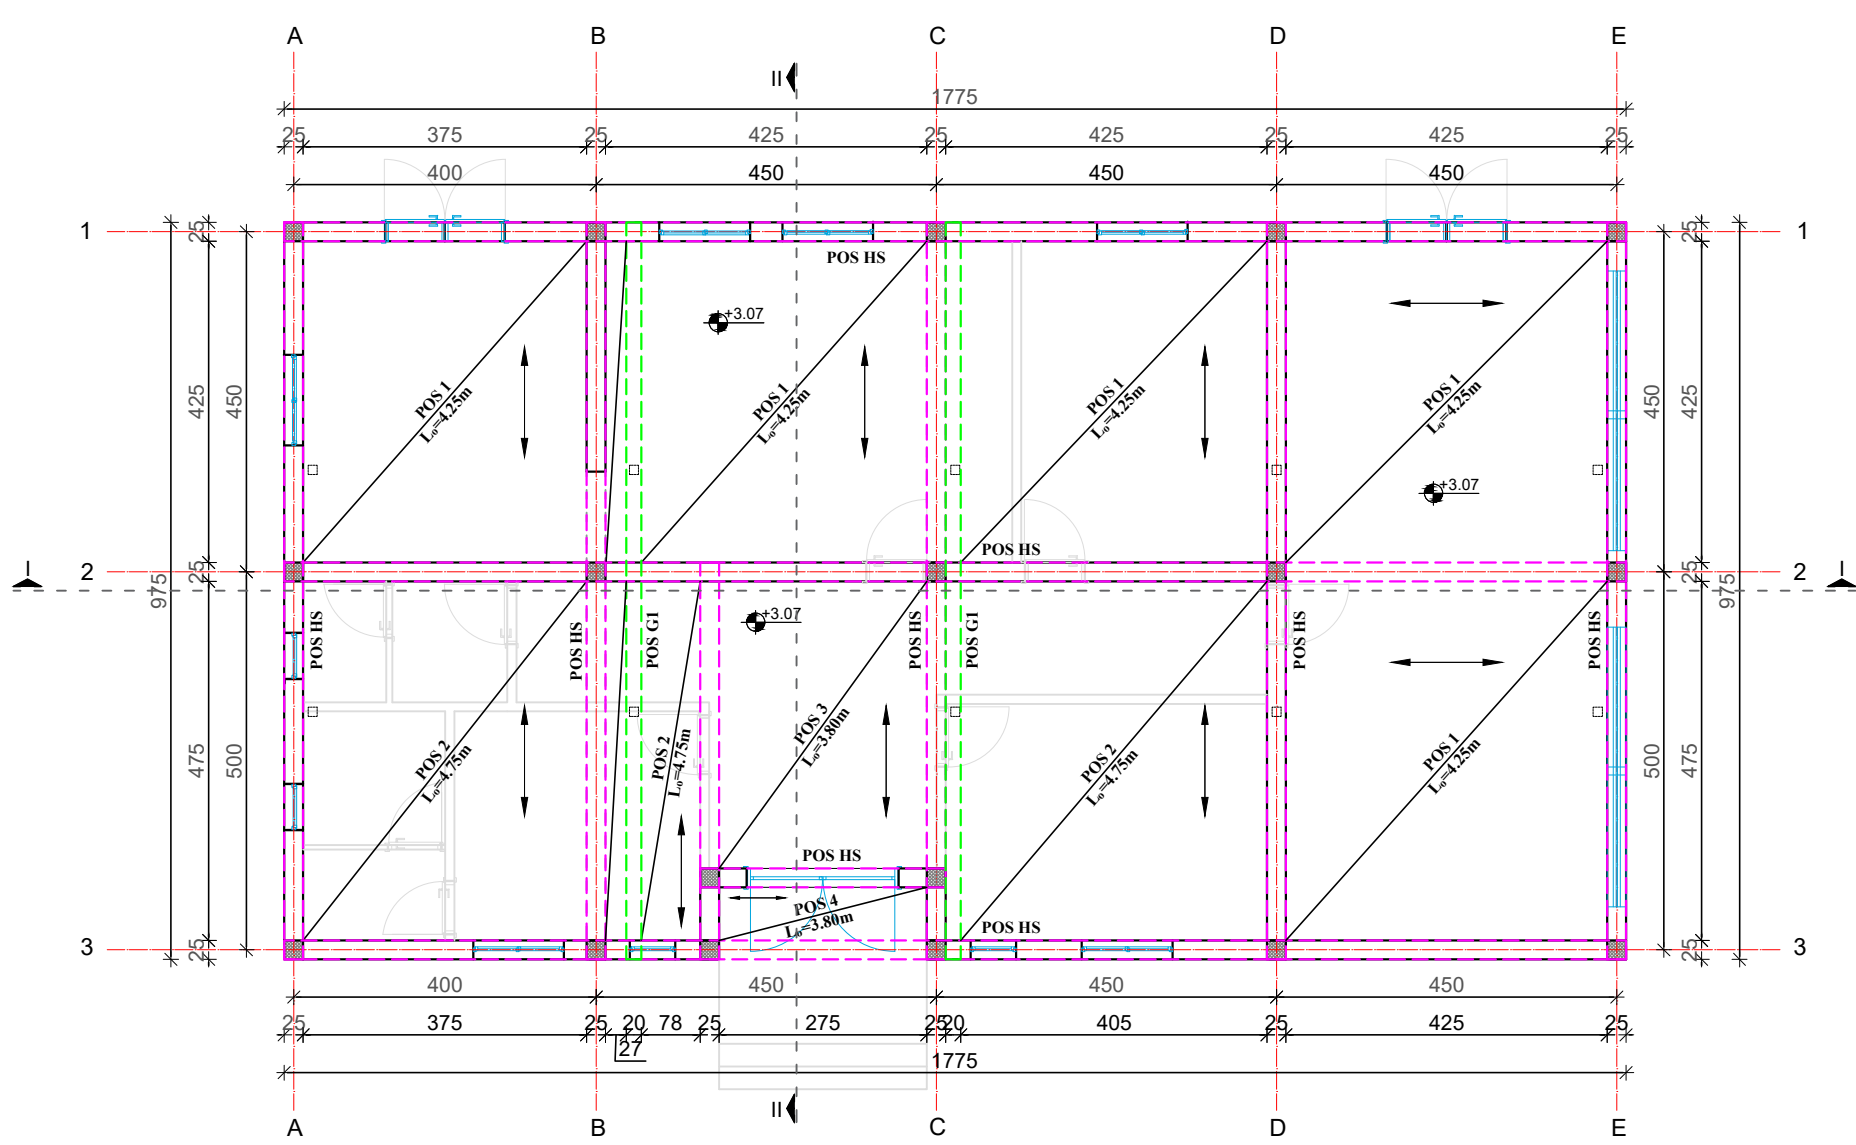 A B C D E
II
1775
25 375 25 425 25 425 25 425 25
400 450 450 450
1 1
25 25
POS HS
+3.07
POS 1
L₀=4.25m
POS 1
L₀=4.25m
POS 1
L₀=4.25m
POS 1
L₀=4.25m
425 450 450 425
+3.07
POS HS
I 2 25 25 2 I
975 975
+3.07
POS HS
POS HS
POS G1
POS HS
POS G1
POS HS
POS HS
POS 2
L₀=4.75m
POS 2
L₀=4.75m
POS 3
L₀=3.80m
POS 2
L₀=4.75m
POS 1
L₀=4.25m
475 500 500 475
POS HS
POS 4
L₀=3.80m
POS HS
3 25 25 3
400 450 450 450
25 375 25 20 78 25 275 25 20 405 25 425 25
27
1775
II
A B C D E